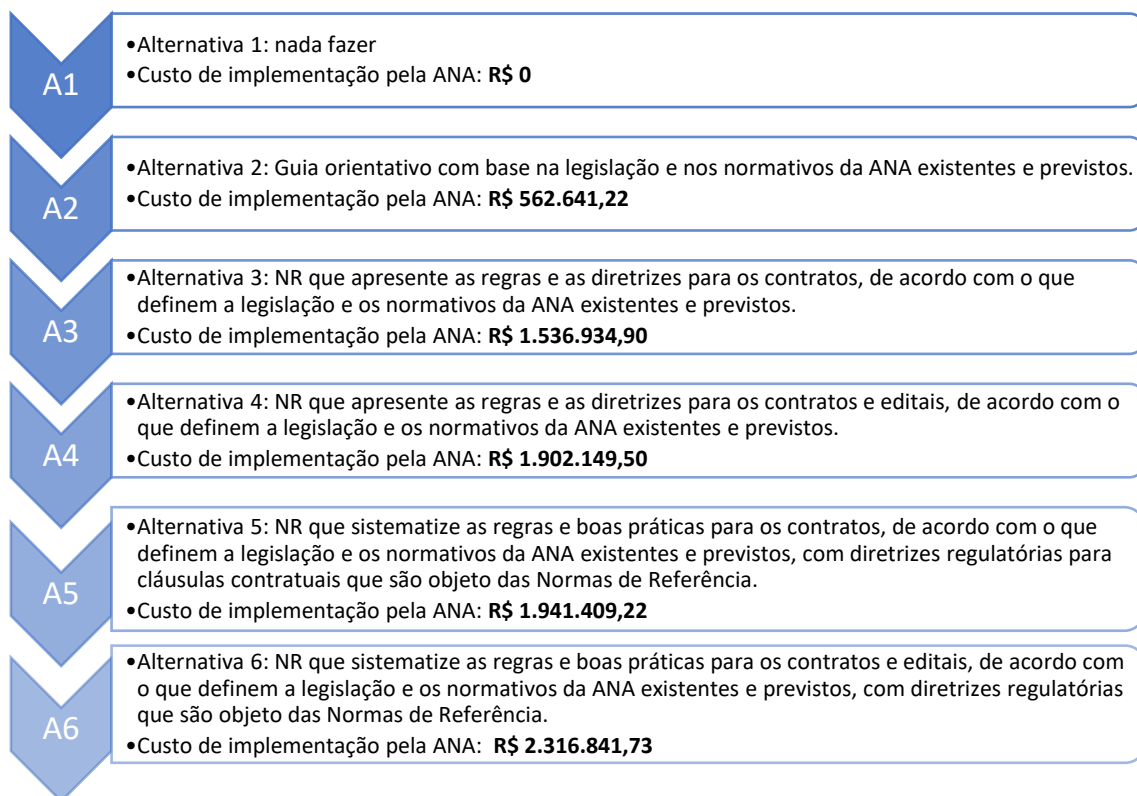 A1
•Alternativa 1: nada fazer
•Custo de implementação pela ANA: R$ 0
A2
•Alternativa 2: Guia orientativo com base na legislação e nos normativos da ANA existentes e previstos.
•Custo de implementação pela ANA: R$ 562.641,22
A3
•Alternativa 3: NR que apresente as regras e as diretrizes para os contratos, de acordo com o que
definem a legislação e os normativos da ANA existentes e previstos.
•Custo de implementação pela ANA: R$ 1.536.934,90
A4
•Alternativa 4: NR que apresente as regras e as diretrizes para os contratos e editais, de acordo com o
que definem a legislação e os normativos da ANA existentes e previstos.
•Custo de implementação pela ANA: R$ 1.902.149,50
A5
•Alternativa 5: NR que sistematize as regras e boas práticas para os contratos, de acordo com o que
definem a legislação e os normativos da ANA existentes e previstos, com diretrizes regulatórias para
cláusulas contratuais que são objeto das Normas de Referência.
•Custo de implementação pela ANA: R$ 1.941.409,22
A6
•Alternativa 6: NR que sistematize as regras e boas práticas para os contratos e editais, de acordo com
o que definem a legislação e os normativos da ANA existentes e previstos, com diretrizes regulatórias
que são objeto das Normas de Referência.
•Custo de implementação pela ANA: R$ 2.316.841,73